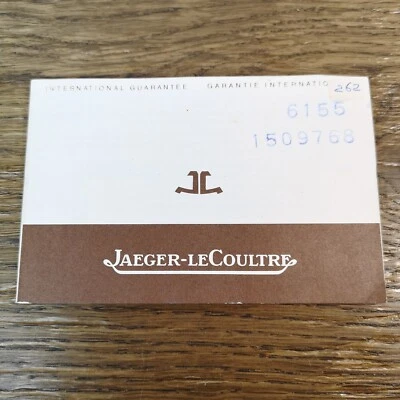 INTERNATIONAL GUARANTEE GARANTIE INTERNATIO 262
6155
1509768
JAEGER-LECOULTRE